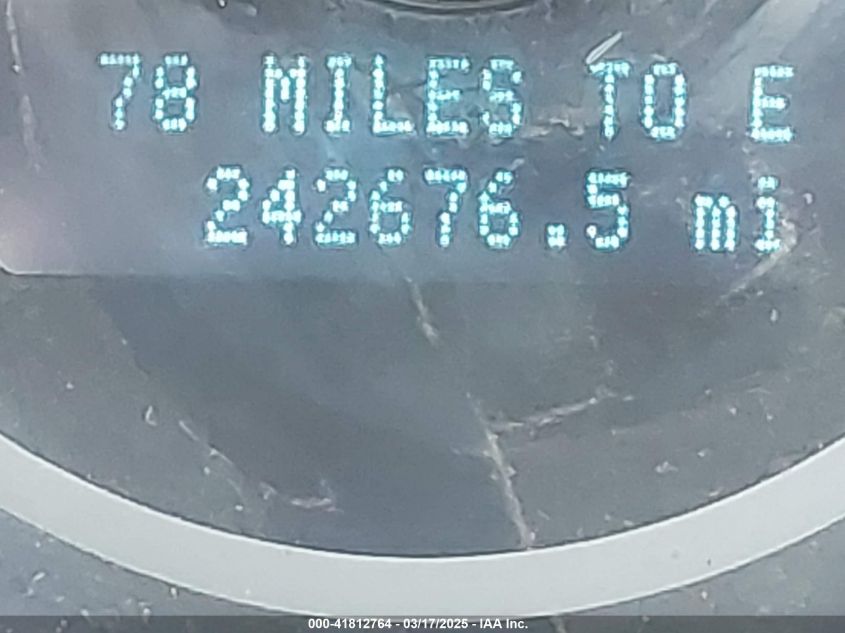 78 MILES TO E
242676.5 mi
000-41812764 - 03/17/2025 - IAA Inc.